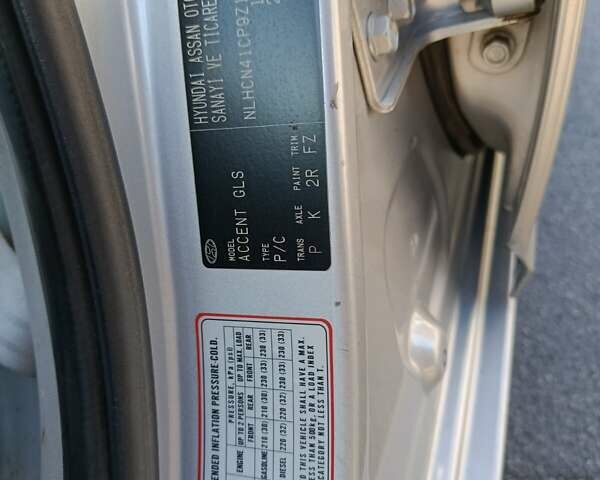 HYUNDAI ASSAN OTO
SANAYI VE TICARE
NLHCN41CP9Z
MODEL
ACCENT GLS
TYPE
P/C
TRANS AXLE PAINT TRIM
P K 2R FZ
ENDED INFLATION PRESSURE-COLD.
PRESSURE, kPa (psi)
ENGINE UP TO 2 PERSONS UP TO MAX. LOAD
FRONT REAR FRONT REAR
GASOLINE 210 (30) 210 (30) 230 (33) 230 (33)
DIESEL 220 (32) 220 (32) 230 (33) 230 (33)
D THIS VEHICLE SHALL HAVE A MAX.
ESS THAN 500kg, OR A LOAD INDEX
CATEGORY NOT LESS THAN T.